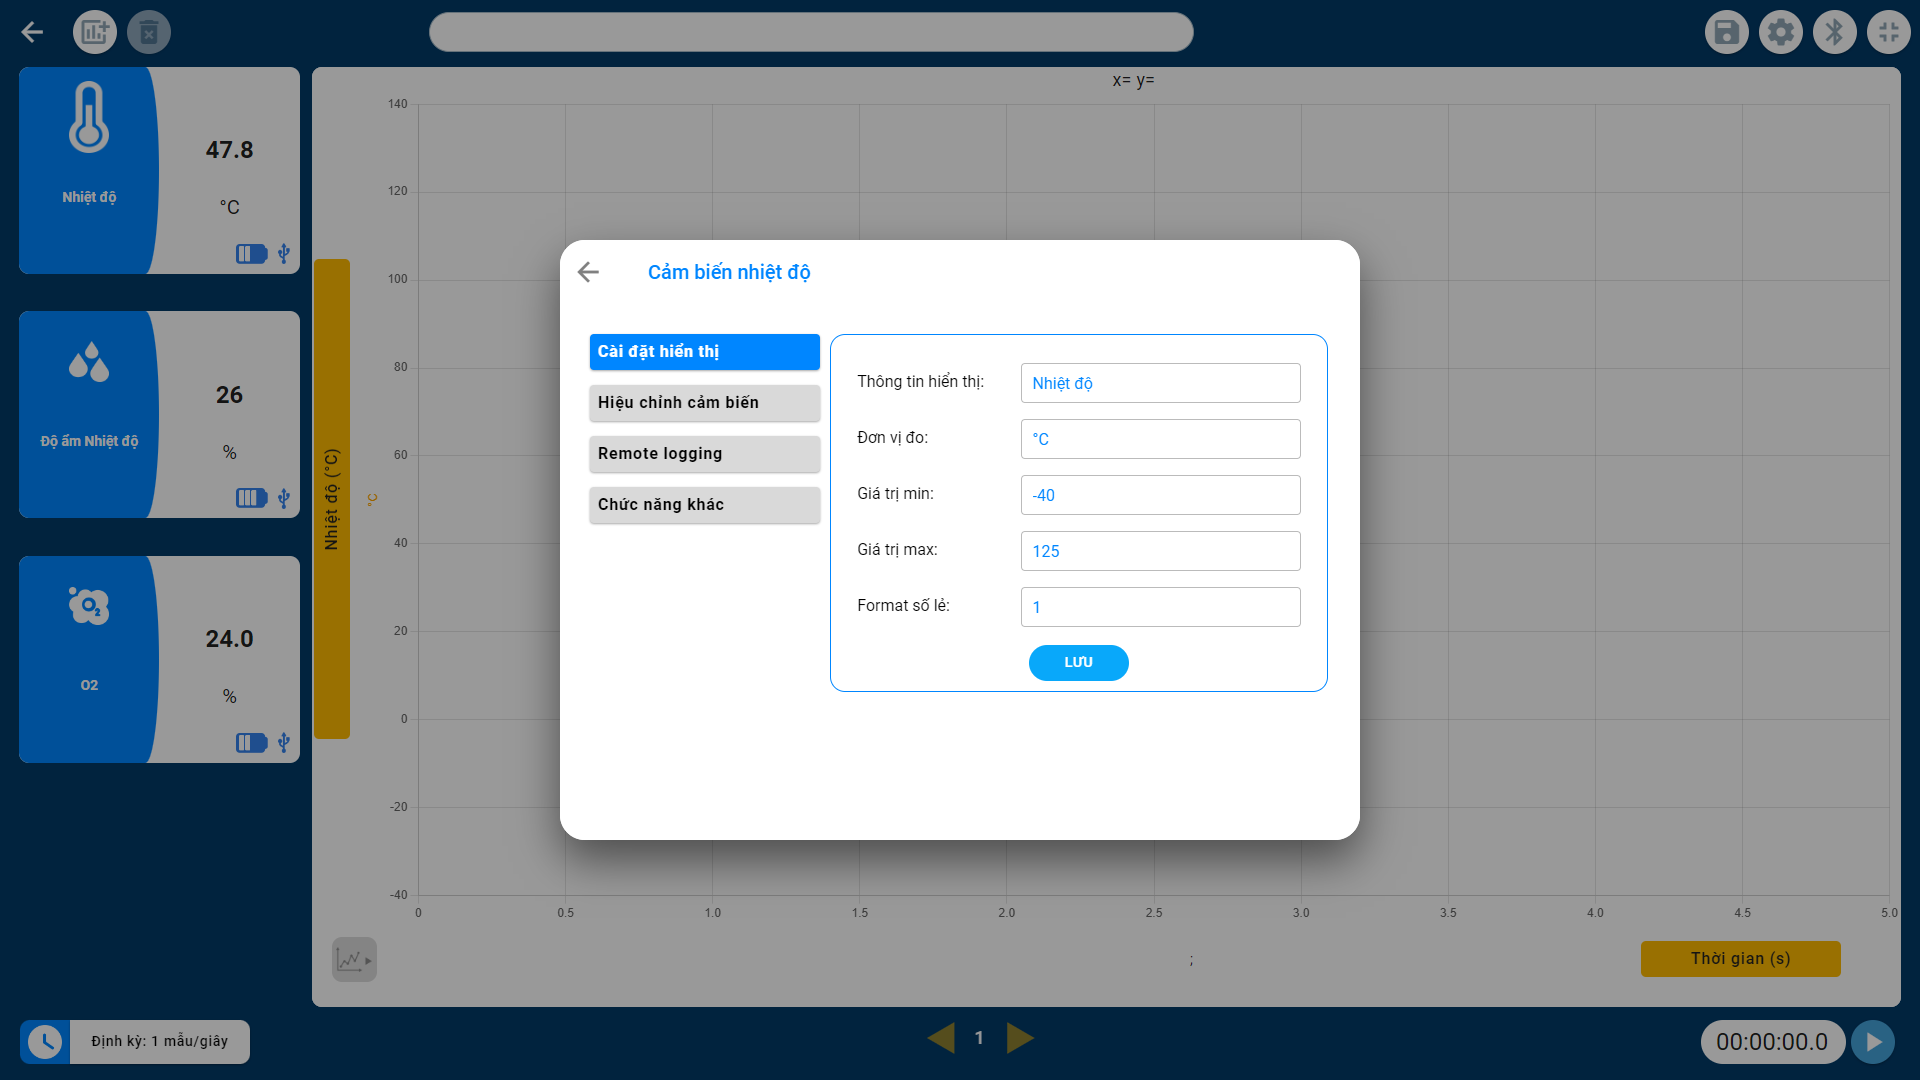 x= y=
Nhiệt độ
47.8
°C
Độ ẩm Nhiệt độ
26
%
O₂
O2
24.0
%
Nhiệt độ (°C)
°C
140
120
100
80
60
40
20
0
-20
-40
0 0.5 1.0 1.5 2.0 2.5 3.0 3.5 4.0 4.5 5.0
;
Thời gian (s)
Cảm biến nhiệt độ
Cài đặt hiển thị
Hiệu chỉnh cảm biến
Remote logging
Chức năng khác
Thông tin hiển thị: Nhiệt độ
Đơn vị đo: °C
Giá trị min: -40
Giá trị max: 125
Format số lẻ: 1
LƯU
Định kỳ: 1 mẫu/giây
1
00:00:00.0